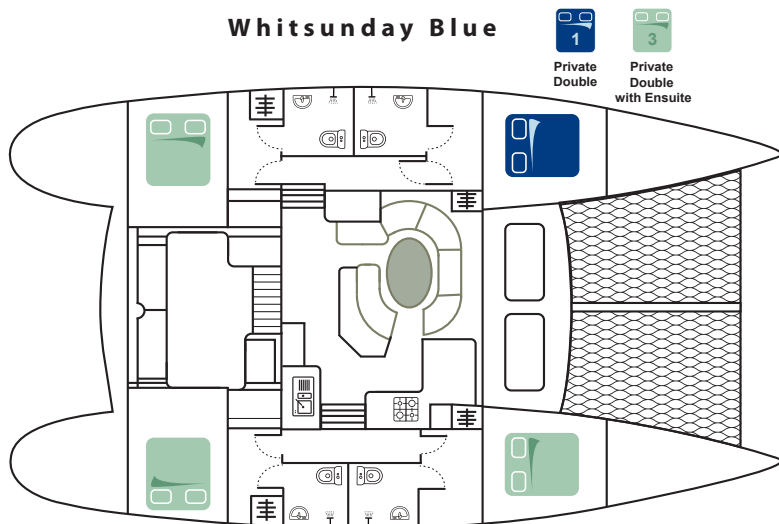 Whitsunday Blue
1
Private
Double
3
Private
Double
with Ensuite